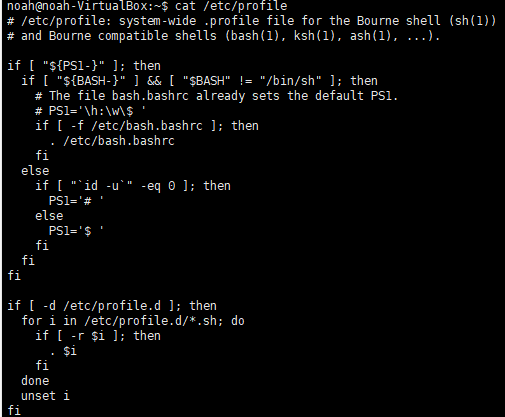 noah@noah-VirtualBox:~$ cat /etc/profile
# /etc/profile: system-wide .profile file for the Bourne shell (sh(1))
# and Bourne compatible shells (bash(1), ksh(1), ash(1), ...).

if [ "${PS1-}" ]; then
  if [ "${BASH-}" ] && [ "$BASH" != "/bin/sh" ]; then
    # The file bash.bashrc already sets the default PS1.
    # PS1='\h:\w\$ '
    if [ -f /etc/bash.bashrc ]; then
      . /etc/bash.bashrc
    fi
  else
    if [ "`id -u`" -eq 0 ]; then
      PS1='# '
    else
      PS1='$ '
    fi
  fi
fi

if [ -d /etc/profile.d ]; then
  for i in /etc/profile.d/*.sh; do
    if [ -r $i ]; then
      . $i
    fi
  done
  unset i
fi